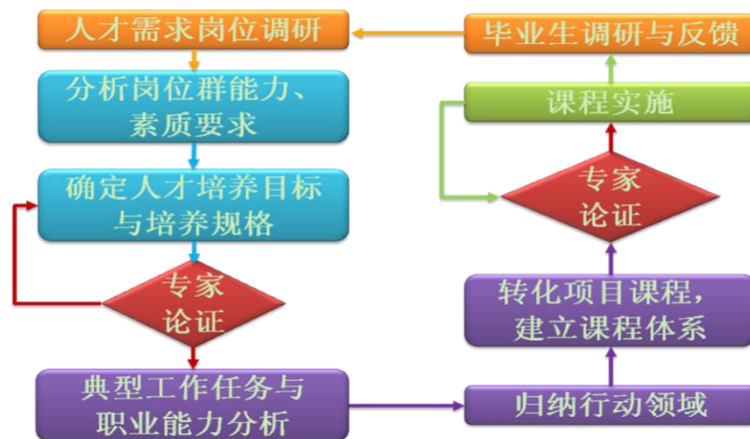 人才需求岗位调研
分析岗位群能力、
素质要求
确定人才培养目标
与培养规格
专家
论证
典型工作任务与
职业能力分析
归纳行动领域
转化项目课程，
建立课程体系
专家
论证
课程实施
毕业生调研与反馈